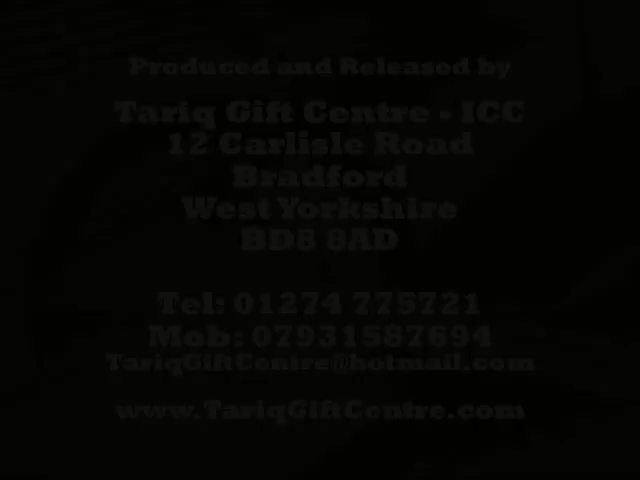 Produced and Released by
Tariq Gift Centre - ICC
12 Carlisle Road
Bradford
West Yorkshire
BD8 8AD
Tel: 01274 775721
Mob: 07931587694
TariqGiftCentre@hotmail.com
www.TariqGiftCentre.com